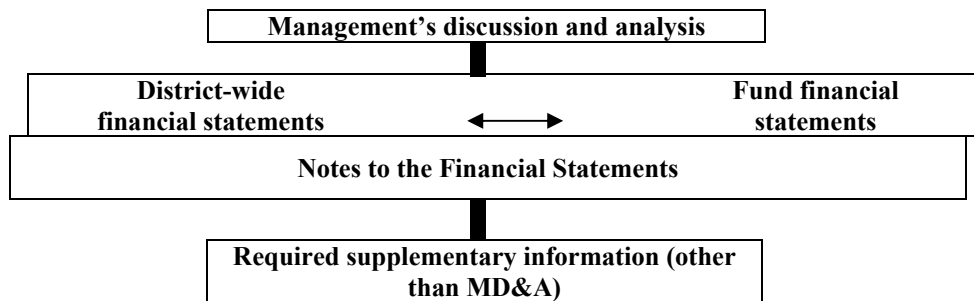 Management’s discussion and analysis
District-wide
financial statements
Fund financial
statements
Notes to the Financial Statements
Required supplementary information (other
than MD&A)